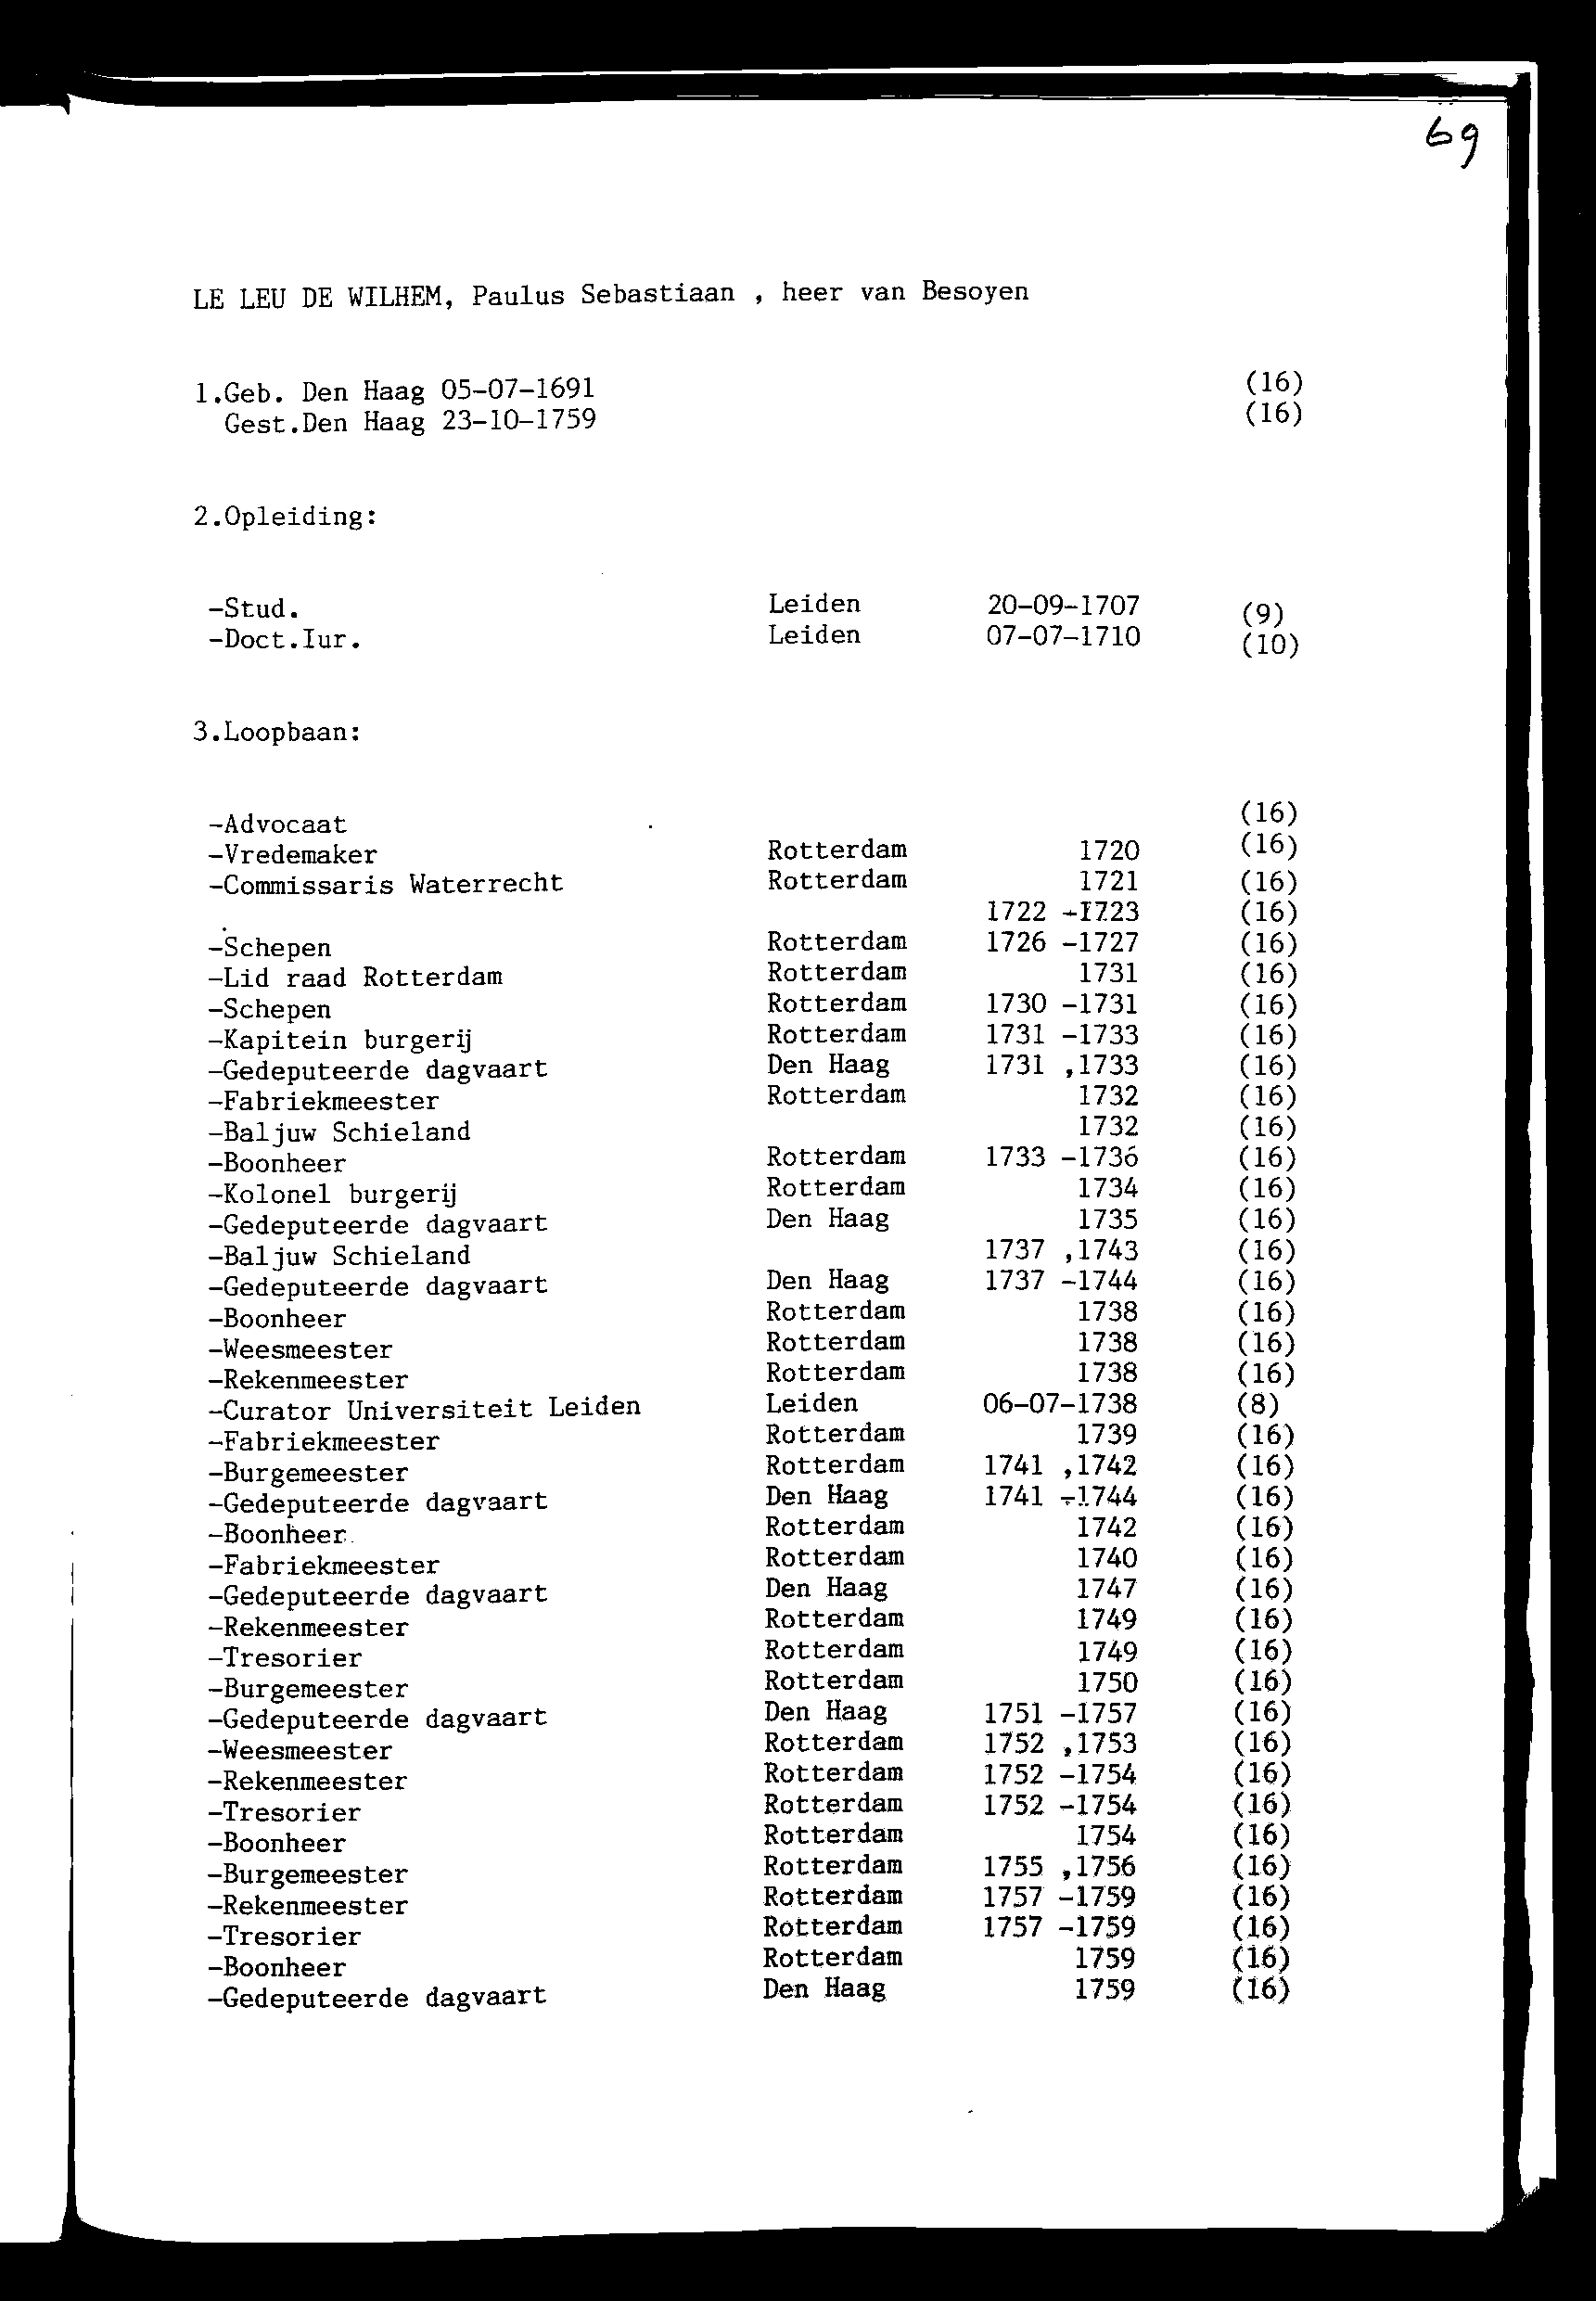 69
LE LEU DE WILHEM, Paulus Sebastiaan , heer van Besoyen
1.Geb. Den Haag 05-07-1691 (16)
Gest.Den Haag 23-10-1759 (16)
2.Opleiding:
-Stud. Leiden 20-09-1707 (9)
-Doct.Iur. Leiden 07-07-1710 (10)
3.Loopbaan:
-Advocaat (16)
-Vredemaker Rotterdam 1720 (16)
-Commissaris Waterrecht Rotterdam 1721 (16)
1722 -1723 (16)
-Schepen Rotterdam 1726 -1727 (16)
-Lid raad Rotterdam Rotterdam 1731 (16)
-Schepen Rotterdam 1730 -1731 (16)
-Kapitein burgerij Rotterdam 1731 -1733 (16)
-Gedeputeerde dagvaart Den Haag 1731 ,1733 (16)
-Fabriekmeester Rotterdam 1732 (16)
-Baljuw Schieland 1732 (16)
-Boonheer Rotterdam 1733 -1736 (16)
-Kolonel burgerij Rotterdam 1734 (16)
-Gedeputeerde dagvaart Den Haag 1735 (16)
-Baljuw Schieland 1737 ,1743 (16)
-Gedeputeerde dagvaart Den Haag 1737 -1744 (16)
-Boonheer Rotterdam 1738 (16)
-Weesmeester Rotterdam 1738 (16)
-Rekenmeester Rotterdam 1738 (16)
-Curator Universiteit Leiden Leiden 06-07-1738 (8)
-Fabriekmeester Rotterdam 1739 (16)
-Burgemeester Rotterdam 1741 ,1742 (16)
-Gedeputeerde dagvaart Den Haag 1741 -1744 (16)
-Boonheer Rotterdam 1742 (16)
-Fabriekmeester Rotterdam 1740 (16)
-Gedeputeerde dagvaart Den Haag 1747 (16)
-Rekenmeester Rotterdam 1749 (16)
-Tresorier Rotterdam 1749 (16)
-Burgemeester Rotterdam 1750 (16)
-Gedeputeerde dagvaart Den Haag 1751 -1757 (16)
-Weesmeester Rotterdam 1752 ,1753 (16)
-Rekenmeester Rotterdam 1752 -1754 (16)
-Tresorier Rotterdam 1752 -1754 (16)
-Boonheer Rotterdam 1754 (16)
-Burgemeester Rotterdam 1755 ,1756 (16)
-Rekenmeester Rotterdam 1757 -1759 (16)
-Tresorier Rotterdam 1757 -1759 (16)
-Boonheer Rotterdam 1759 (16)
-Gedeputeerde dagvaart Den Haag 1759 (16)